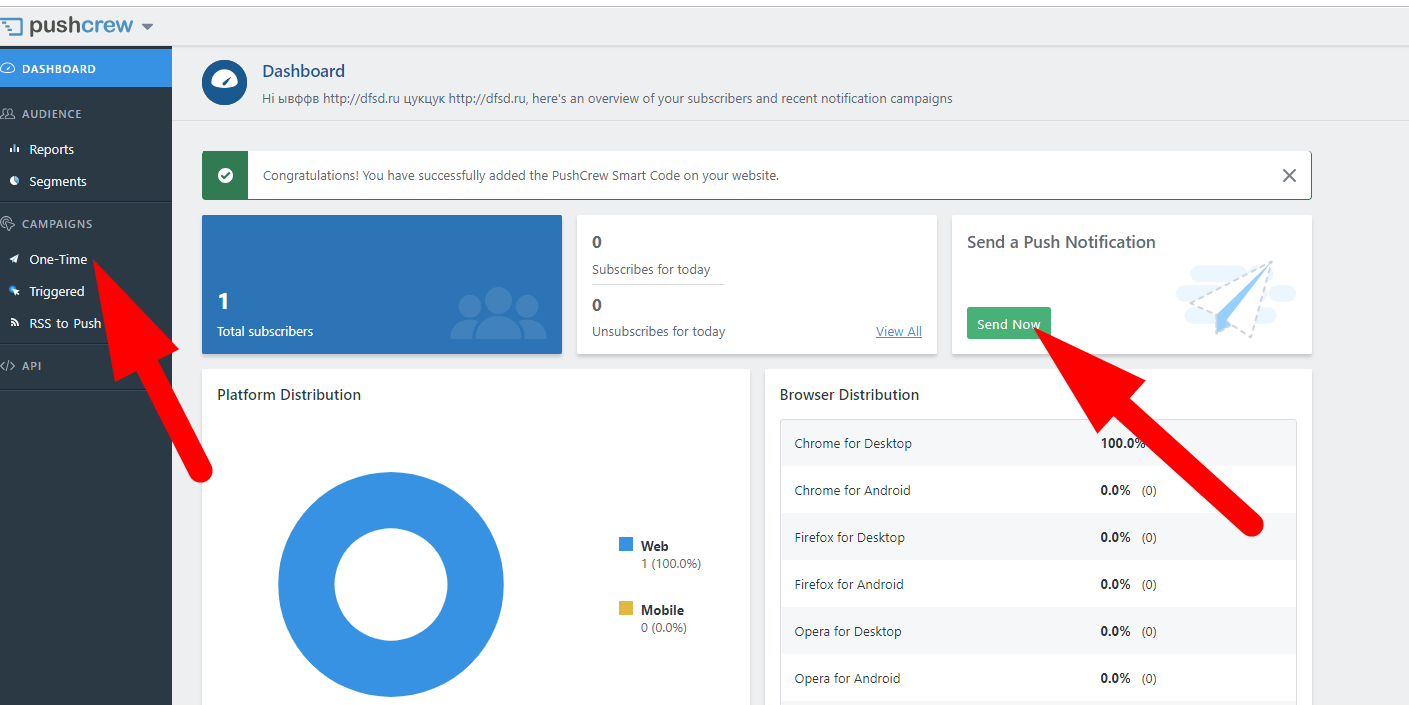 pushcrew
DASHBOARD
AUDIENCE
Reports
Segments
CAMPAIGNS
One-Time
Triggered
RSS to Push
</> API
Dashboard
Hi ывффв http://dfsd.ru цукцук http://dfsd.ru, here's an overview of your subscribers and recent notification campaigns
Congratulations! You have successfully added the PushCrew Smart Code on your website.
1
Total subscribers
0
Subscribes for today
0
Unsubscribes for today
View All
Send a Push Notification
Send Now
Platform Distribution
Web
1 (100.0%)
Mobile
0 (0.0%)
Browser Distribution
Chrome for Desktop 100.0%
Chrome for Android 0.0% (0)
Firefox for Desktop 0.0% (0)
Firefox for Android 0.0% (0)
Opera for Desktop 0.0% (0)
Opera for Android 0.0% (0)